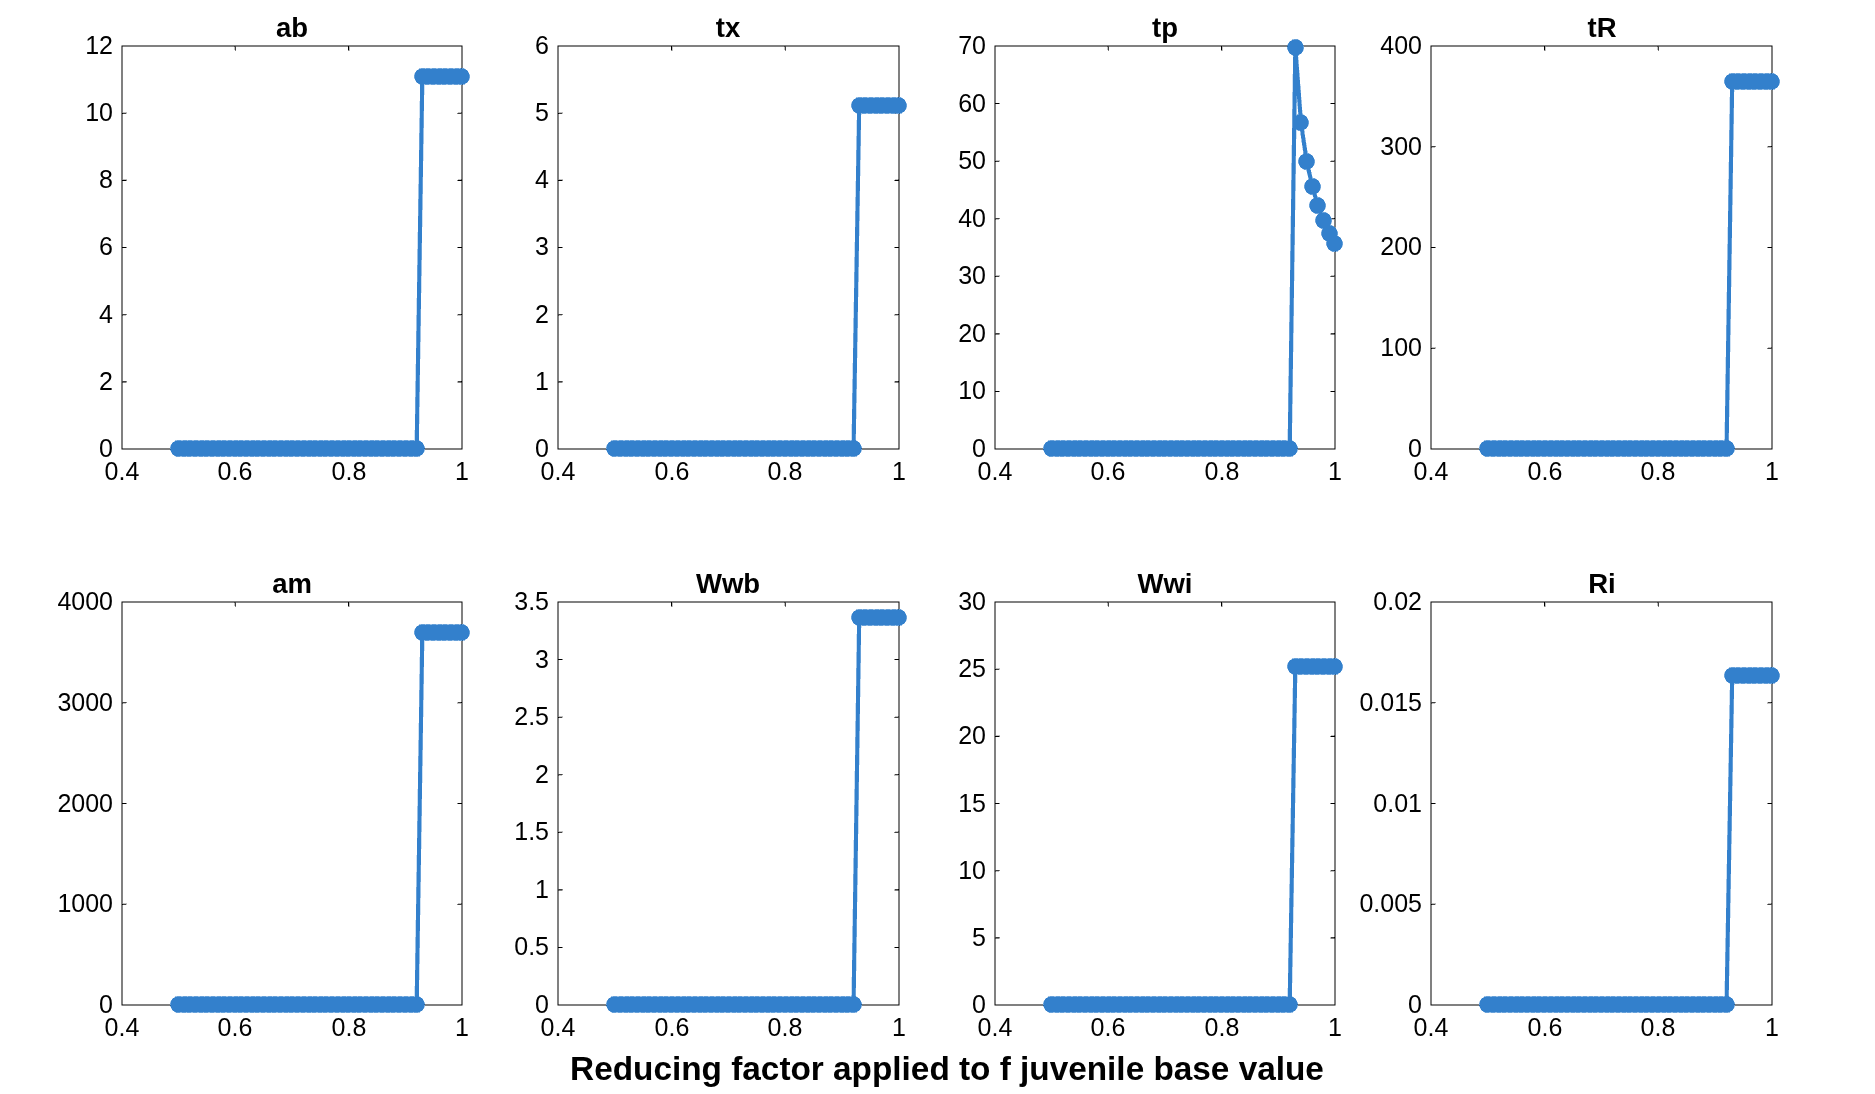 ab tx tp tR
12 6 70 400
10 5 60 300
8 4 50 200
6 3 40 100
4 2 30 0
2 1 20
0 0 10
0
0.4 0.6 0.8 1 0.4 0.6 0.8 1 0.4 0.6 0.8 1 0.4 0.6 0.8 1
am Wwb Wwi Ri
4000 3.5 30 0.02
3000 3 25 0.015
2000 2.5 20 0.01
1000 2 15 0.005
0 1.5 10 0
1 5
0.5 0
0
0.4 0.6 0.8 1 0.4 0.6 0.8 1 0.4 0.6 0.8 1 0.4 0.6 0.8 1
Reducing factor applied to f juvenile base value